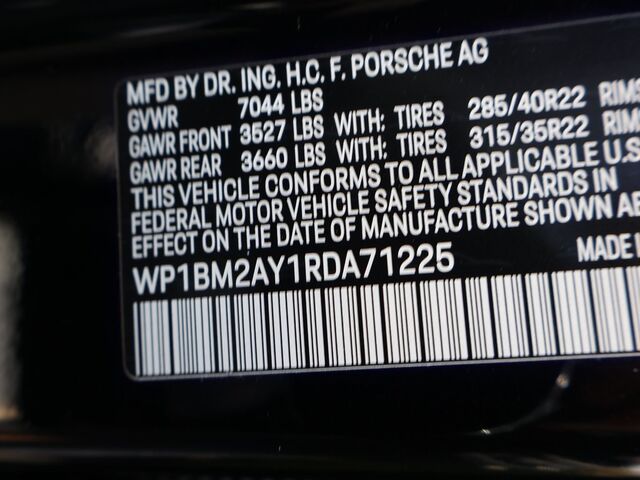 MFD BY DR. ING. H.C. F. PORSCHE AG
GVWR 7044 LBS
GAWR FRONT 3527 LBS WITH: TIRES 285/40R22 RIMS
GAWR REAR 3660 LBS WITH: TIRES 315/35R22 RIM
THIS VEHICLE CONFORMS TO ALL APPLICABLE U.S
FEDERAL MOTOR VEHICLE SAFETY STANDARDS IN
EFFECT ON THE DATE OF MANUFACTURE SHOWN AB
WP1BM2AY1RDA71225 MADE I